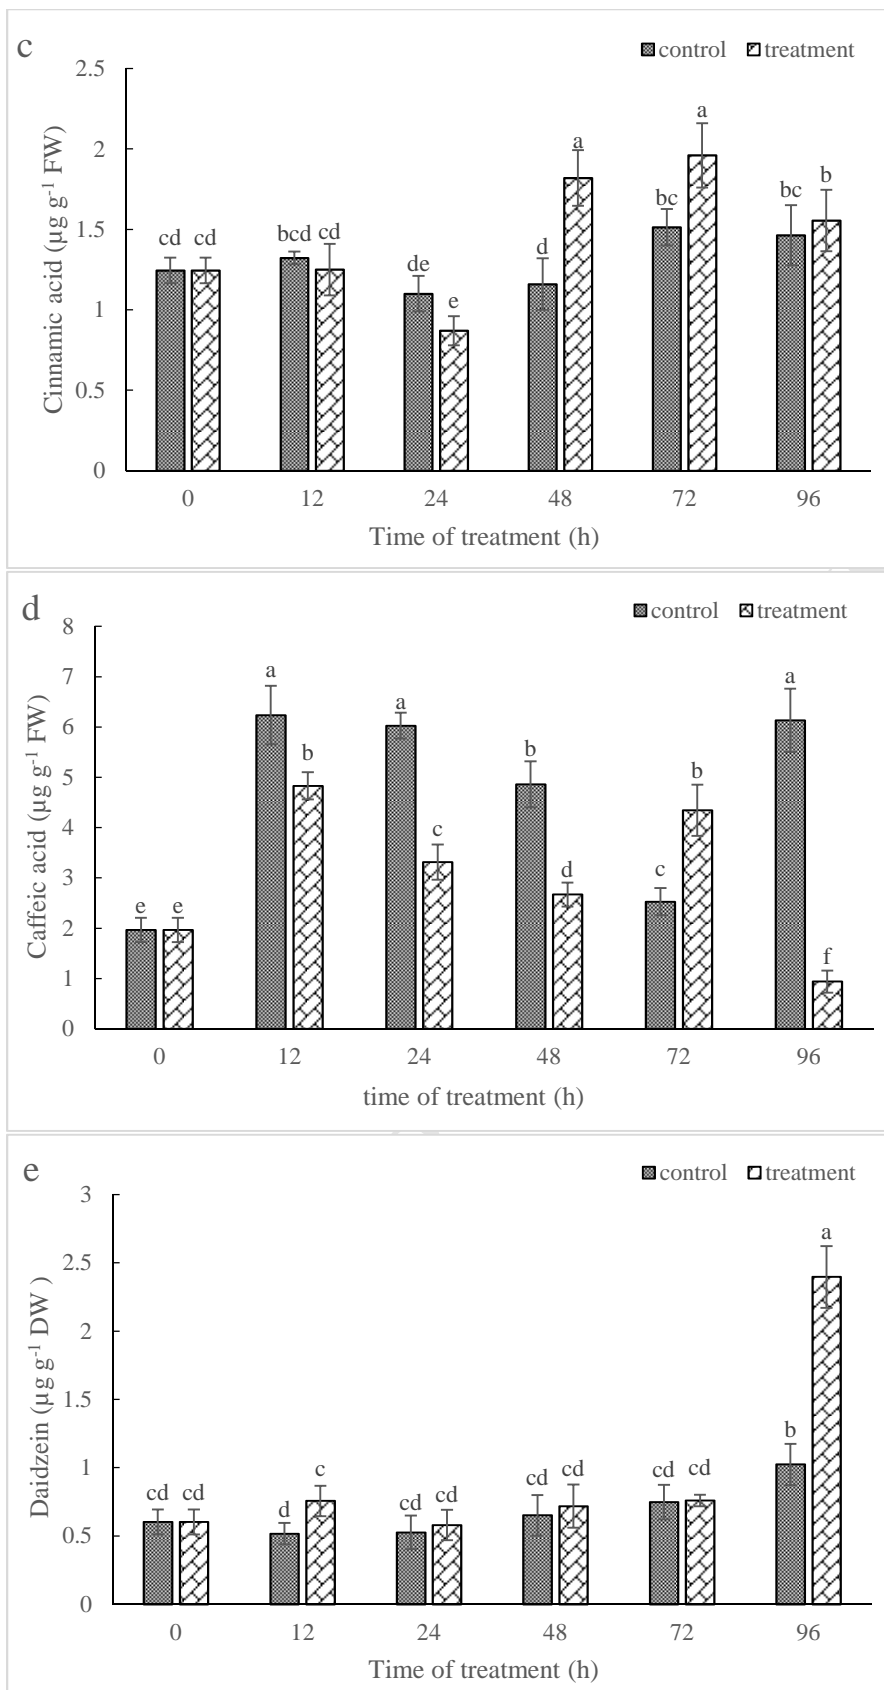 c
control treatment
2.5
2
1.5
1
0.5
0
Cinnamic acid (µg g-1 FW)
cd cd bcd cd de e d a bc a bc b
0 12 24 48 72 96
Time of treatment (h)
d
control treatment
8
7
6
5
4
3
2
1
0
Caffeic acid (µg g-1 FW)
e e a b a c b d c b a f
0 12 24 48 72 96
time of treatment (h)
e
control treatment
3
2.5
2
1.5
1
0.5
0
Daidzein (µg g-1 DW )
cd cd d c cd cd cd cd cd cd b a
0 12 24 48 72 96
Time of treatment (h)